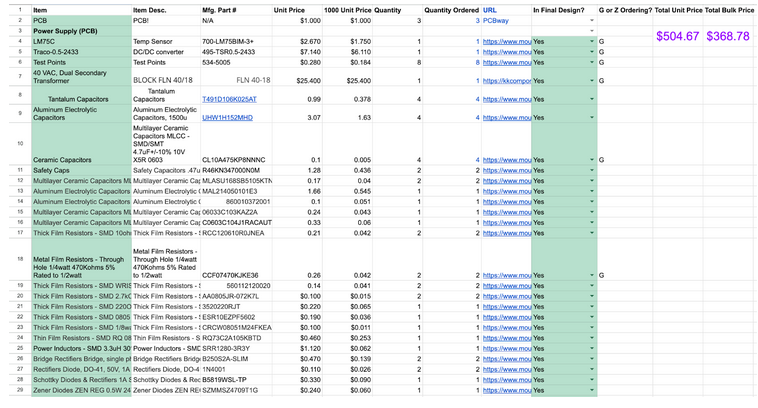 1 Item Item Desc. Mfg. Part # Unit Price 1000 Unit Price Quantity Quantity Ordered URL In Final Design? G or Z Ordering? Total Unit Price Total Bulk Price
2 PCB PCB! N/A $1.000 $1.000 3 3 PCBway
3 Power Supply (PCB)
$504.67 $368.78
4 LM75C Temp Sensor 700-LM75BIM-3+ $2.670 $1.750 1 1 https://www.mou Yes G
5 Traco-0.5-2433 DC/DC converter 495-TSR0.5-2433 $7.140 $6.110 1 1 https://www.mou Yes G
6 Test Points Test Points 534-5005 $0.280 $0.184 8 8 https://www.mou Yes G
7 40 VAC, Dual Secondary
Transformer BLOCK FLN 40/18 FLN 40-18 $25.400 $25.400 1 1 https://kkcompor Yes G
8 Tantalum Capacitors Tantalum
Capacitors T491D106K025AT 0.99 0.378 4 4 https://www.mou Yes
9 Aluminum Electrolytic
Capacitors Aluminum Electrolytic
Capacitors, 1500u UHW1H152MHD 3.07 1.63 4 4 https://www.mou Yes
10 Multilayer Ceramic
Capacitors MLCC -
SMD/SMT
4.7uF+/-10% 10V
Ceramic Capacitors X5R 0603 CL10A475KP8NNNC 0.1 0.005 4 4 https://www.mou Yes G
11 Safety Caps Safety Capacitors .47u R46KN347000N0M 1.28 0.436 2 2 https://www.mou Yes
12 Multilayer Ceramic Capacitors ML Multilayer Ceramic Cap MLASU168SB5105KTN 0.17 0.04 2 2 https://www.mou Yes
13 Aluminum Electrolytic Capacitors Aluminum Electrolytic C MAL214050101E3 1.66 0.545 1 1 https://www.mou Yes
14 Aluminum Electrolytic Capacitors Aluminum Electrolytic C 860010372001 0.1 0.051 1 1 https://www.mou Yes
15 Multilayer Ceramic Capacitors ML Multilayer Ceramic Cap 06033C103KAZ2A 0.24 0.043 1 1 https://www.mou Yes
16 Multilayer Ceramic Capacitors ML Multilayer Ceramic Cap C0603C104J1RACAUT 0.33 0.06 1 1 https://www.mou Yes
17 Thick Film Resistors - SMD 10oh Thick Film Resistors - RCC120610R0JNEA 0.21 0.042 2 2 https://www.mou Yes
18 Metal Film Resistors - Through
Hole 1/4watt 470Kohms 5%
Rated to 1/2watt Metal Film Resistors -
Through Hole 1/4watt
470Kohms 5% Rated
to 1/2watt CCF07470KJKE36 0.26 0.042 2 2 https://www.mou Yes G
19 Thick Film Resistors - SMD WRIS Thick Film Resistors - 560112120020 0.14 0.041 2 2 https://www.mou Yes
20 Thick Film Resistors - SMD 2.7kC Thick Film Resistors - AA0805JR-072K7L $0.100 $0.015 2 2 https://www.mou Yes
21 Thick Film Resistors - SMD 220O Thick Film Resistors - 3520220RJT $0.220 $0.065 1 1 https://www.mou Yes
22 Thick Film Resistors - SMD 0805 Thick Film Resistors - ESR10EZPF5602 $0.190 $0.036 1 1 https://www.mou Yes
23 Thick Film Resistors - SMD 1/8wa Thick Film Resistors - CRCW08051M24FKEA $0.100 $0.011 1 1 https://www.mou Yes
24 Thin Film Resistors - SMD RQ 08 Thin Film Resistors - S RQ73C2A105KBTD $0.460 $0.253 1 1 https://www.mou Yes
25 Power Inductors - SMD 3.3uH 30 Power Inductors - SMD SRR1280-3R3Y $1.120 $0.062 1 1 https://www.mou Yes
26 Bridge Rectifiers Bridge, single pl Bridge Rectifiers Bridg B250S2A-SLIM $0.470 $0.139 2 2 https://www.mou Yes
27 Rectifiers Diode, DO-41, 50V, 1A Rectifiers Diode, DO-4 1N4001 $0.110 $0.026 1 1 https://www.mou Yes
28 Schottky Diodes & Rectifiers 1A Schottky Diodes & Rec B5819WSL-TP $0.330 $0.090 1 1 https://www.mou Yes
29 Zener Diodes ZEN REG 0.5W 24 Zener Diodes ZEN REG SZMMSZ4709T1G $0.240 $0.060 1 1 https://www.mou Yes